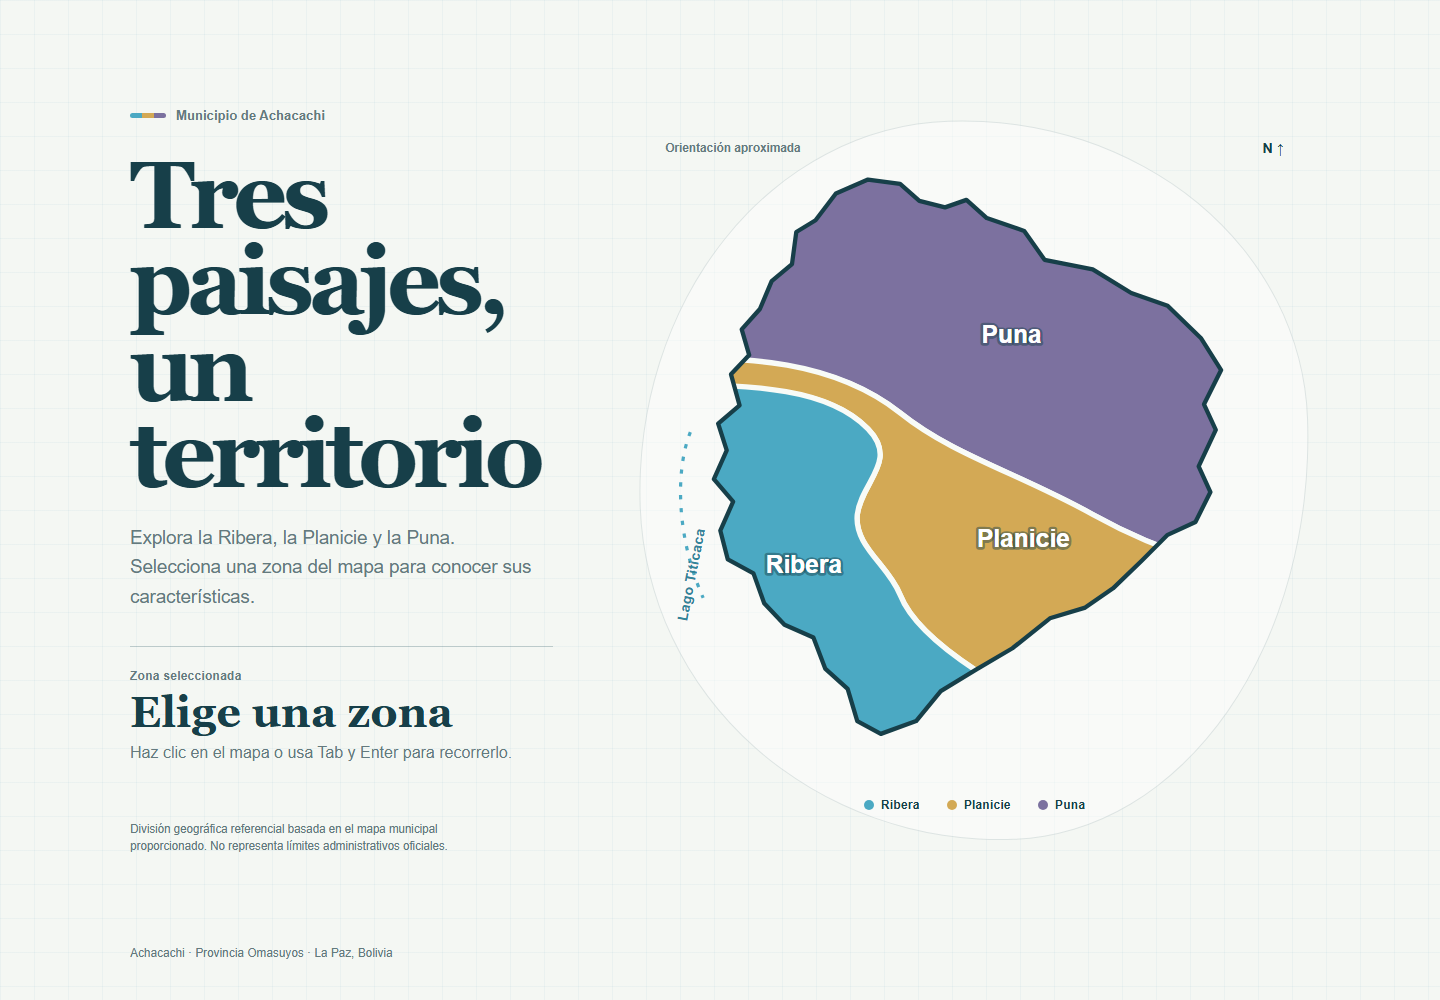 Municipio de Achacachi
Tres
paisajes,
un
territorio
Explora la Ribera, la Planicie y la Puna.
Selecciona una zona del mapa para conocer sus
características.
Zona seleccionada
Elige una zona
Haz clic en el mapa o usa Tab y Enter para recorrerlo.
División geográfica referencial basada en el mapa municipal
proporcionado. No representa límites administrativos oficiales.
Achacachi · Provincia Omasuyos · La Paz, Bolivia
Orientación aproximada
N ↑
Puna
Planicie
Ribera
Lago Titicaca
Ribera
Planicie
Puna